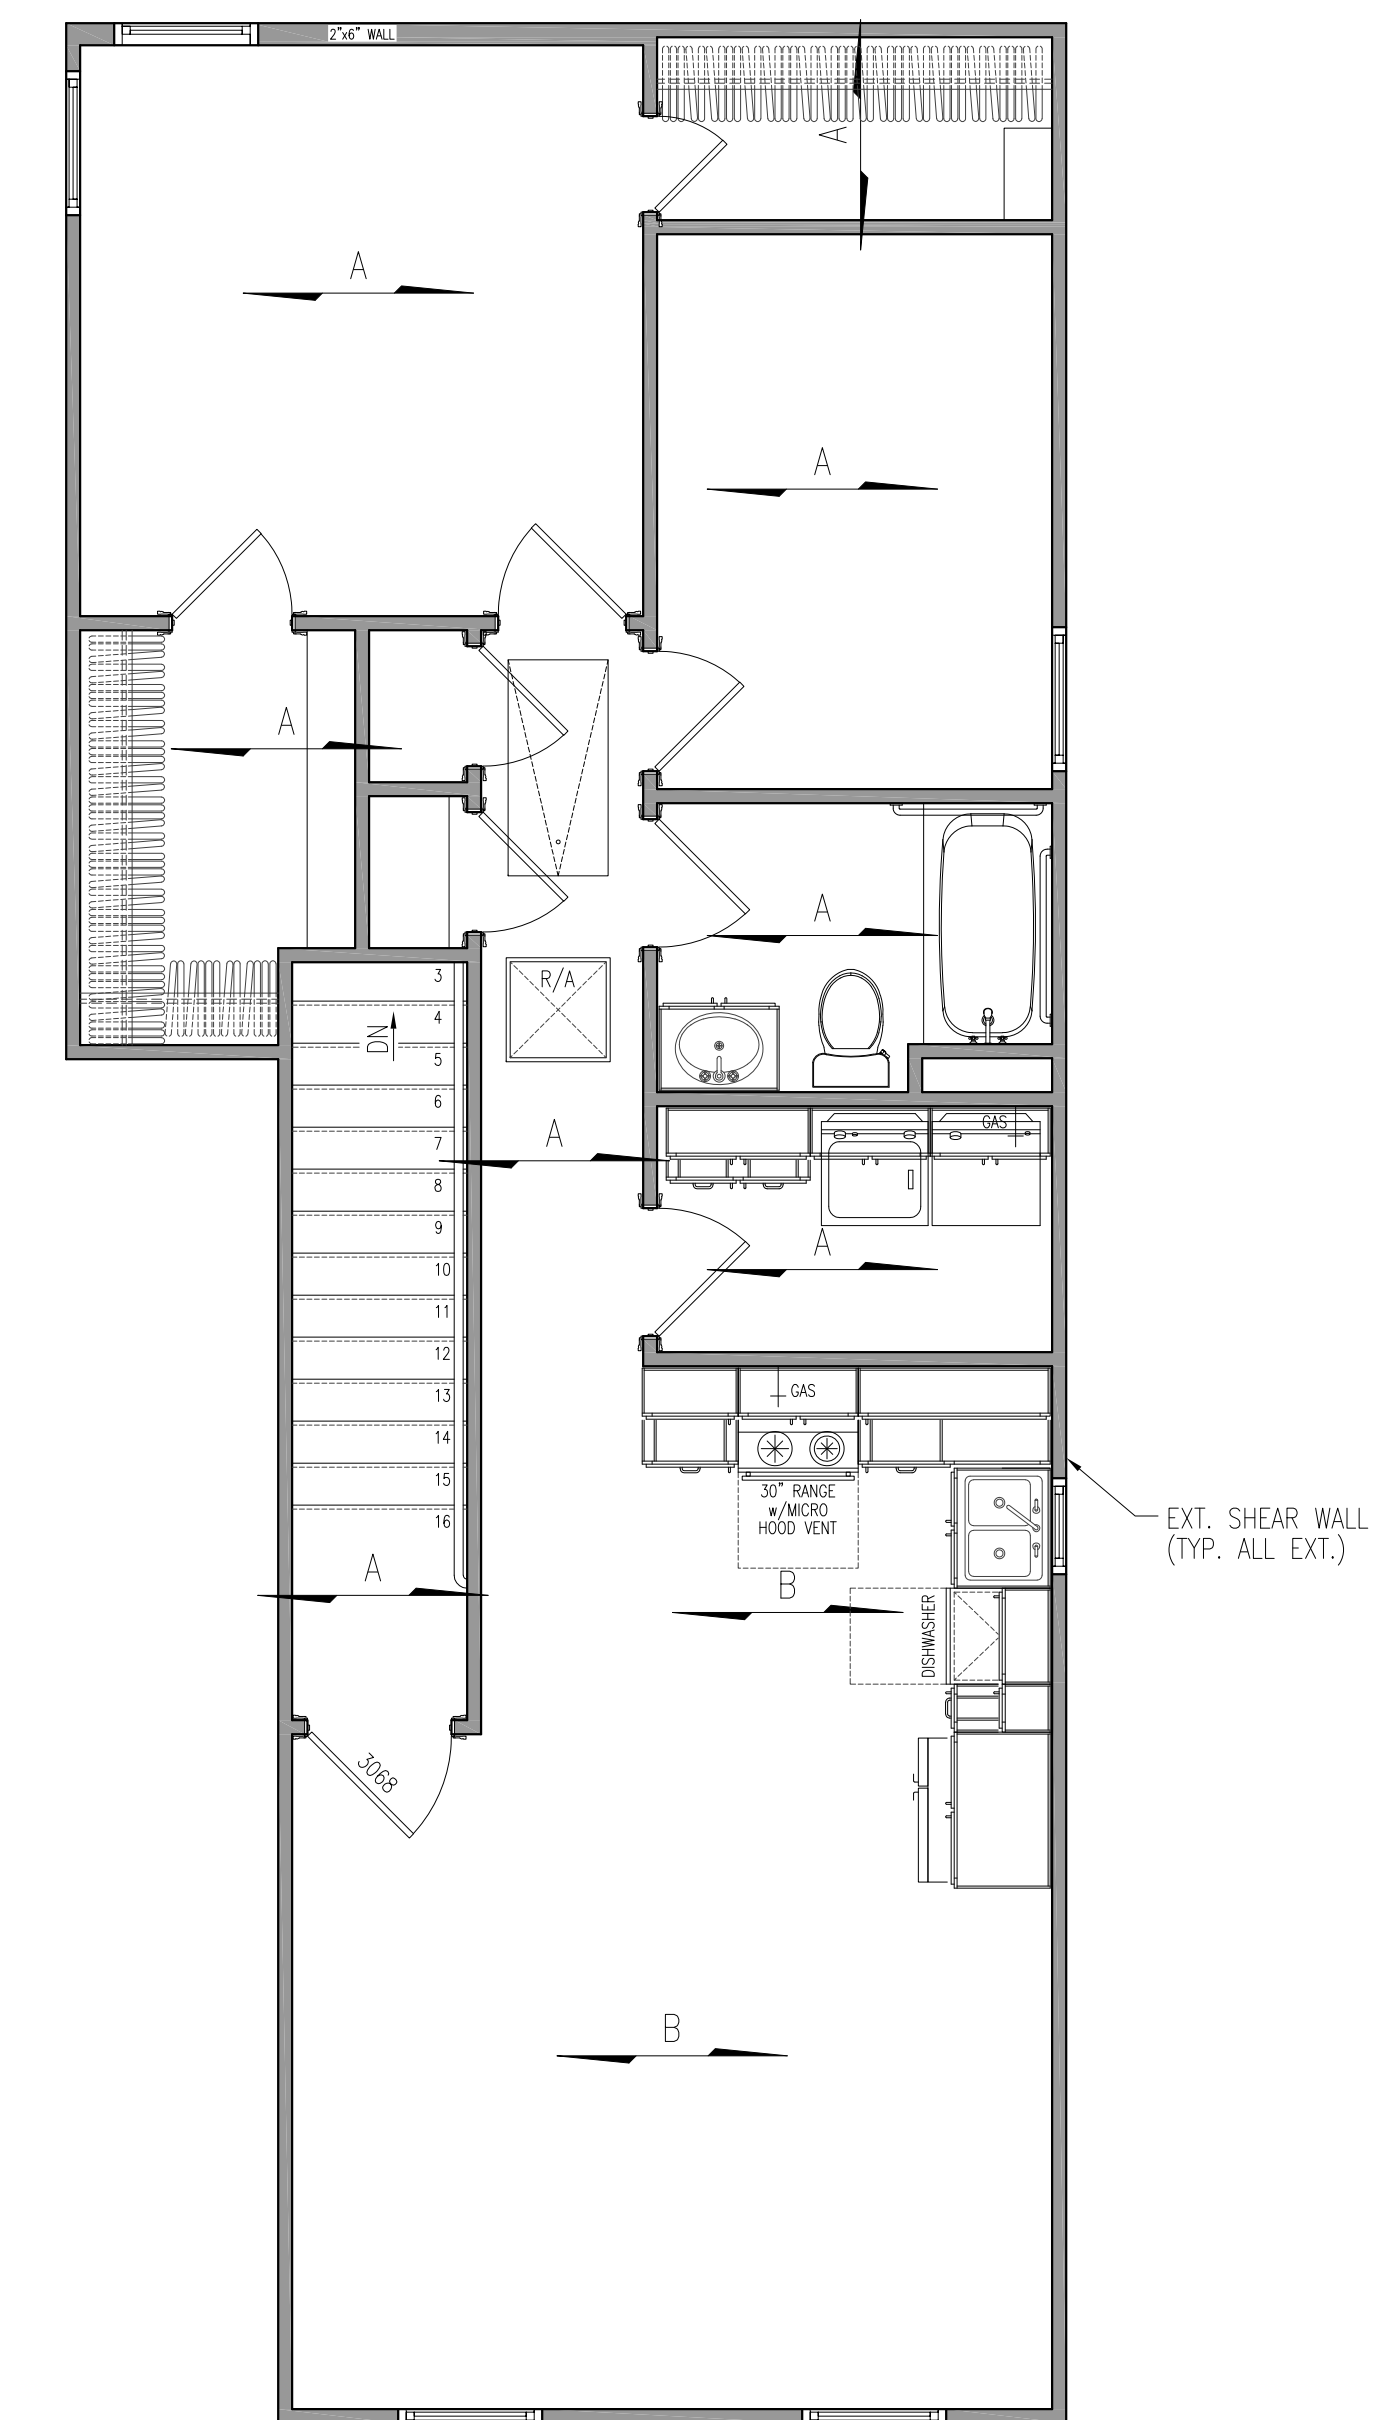 2"x6" WALL
A
A
A
A
A
R/A
3
4
DN
5
6
7
8
9
10
11
12
13
14
15
16
A
A
GAS
A
GAS
30" RANGE
w/MICRO
HOOD VENT
EXT. SHEAR WALL
(TYP. ALL EXT.)
A
B
DISHWASHER
3068
B